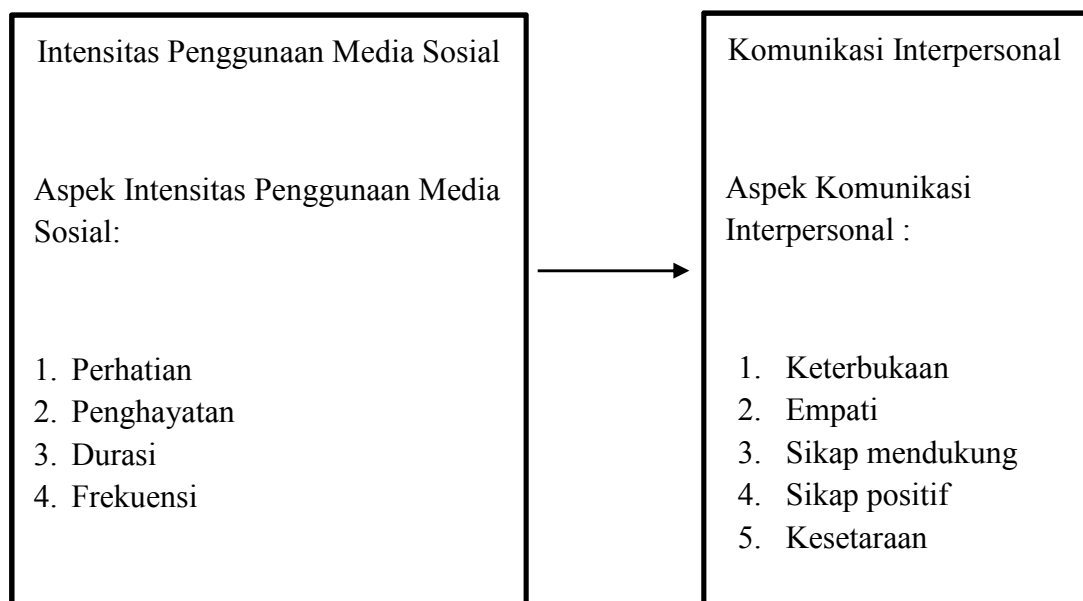 Intensitas Penggunaan Media Sosial
Aspek Intensitas Penggunaan Media
Sosial:
1. Perhatian
2. Penghayatan
3. Durasi
4. Frekuensi
Komunikasi Interpersonal
Aspek Komunikasi
Interpersonal :
1. Keterbukaan
2. Empati
3. Sikap mendukung
4. Sikap positif
5. Kesetaraan